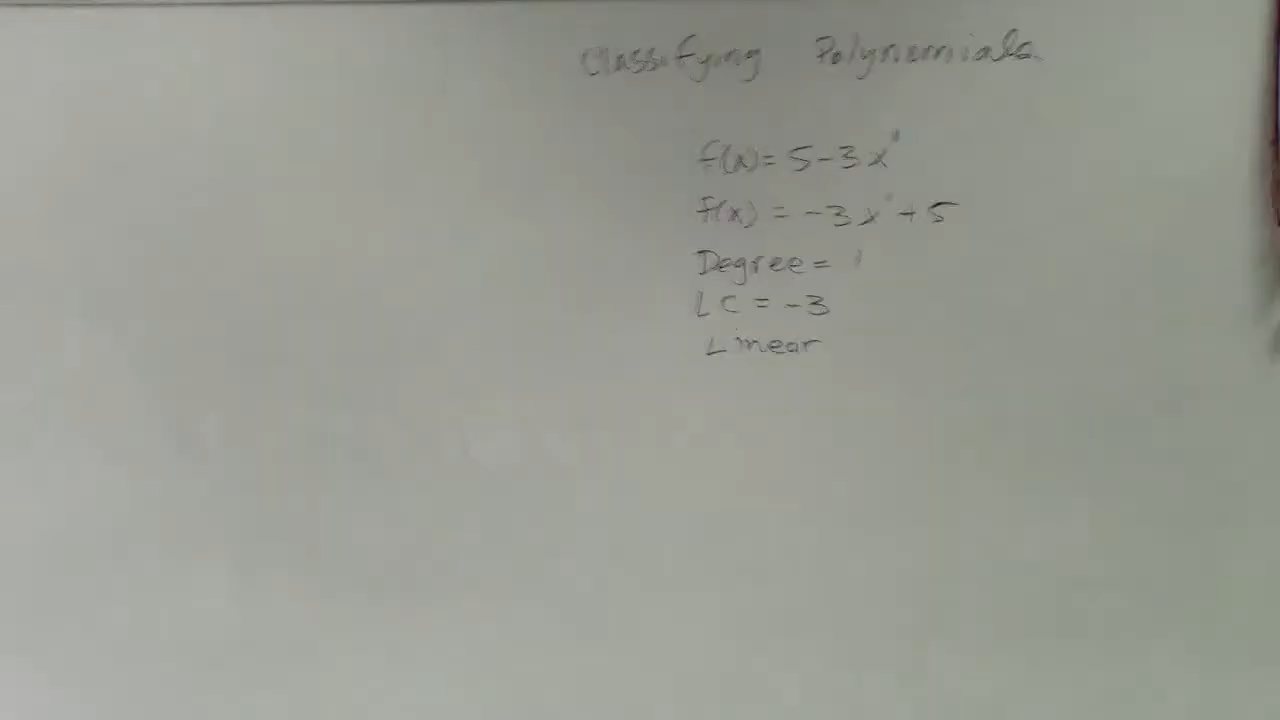 Classifying Polynomials
f(x) = 5 - 3x¹
f(x) = -3x¹ + 5
Degree = 1
LC = -3
Linear